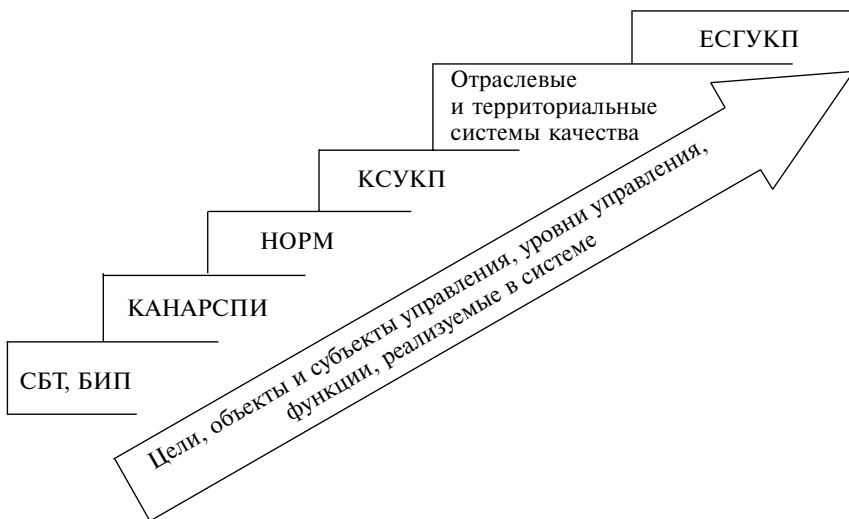 ЕСГУКП
Отраслевые
и территориальные
системы качества
КСУКП
НОРМ
КАНАРСПИ
СБТ, БИП
Цели, объекты и субъекты управления, уровни управления,
функции, реализуемые в системе